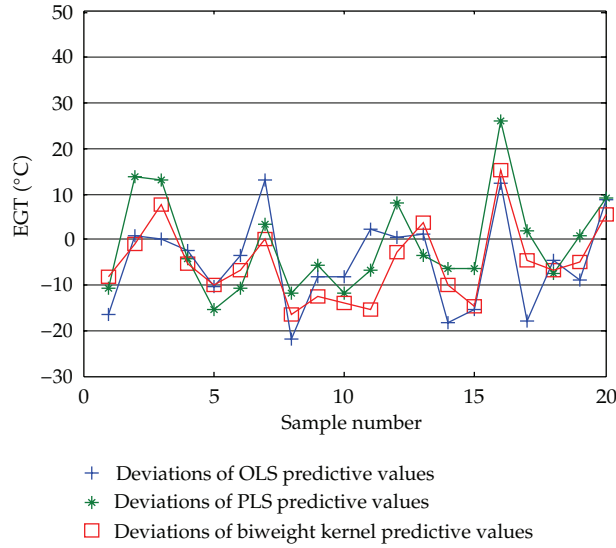 50
40
30
20
10
0
−10
−20
−30
EGT (°C)
0 5 10 15 20
Sample number
Deviations of OLS predictive values
Deviations of PLS predictive values
Deviations of biweight kernel predictive values